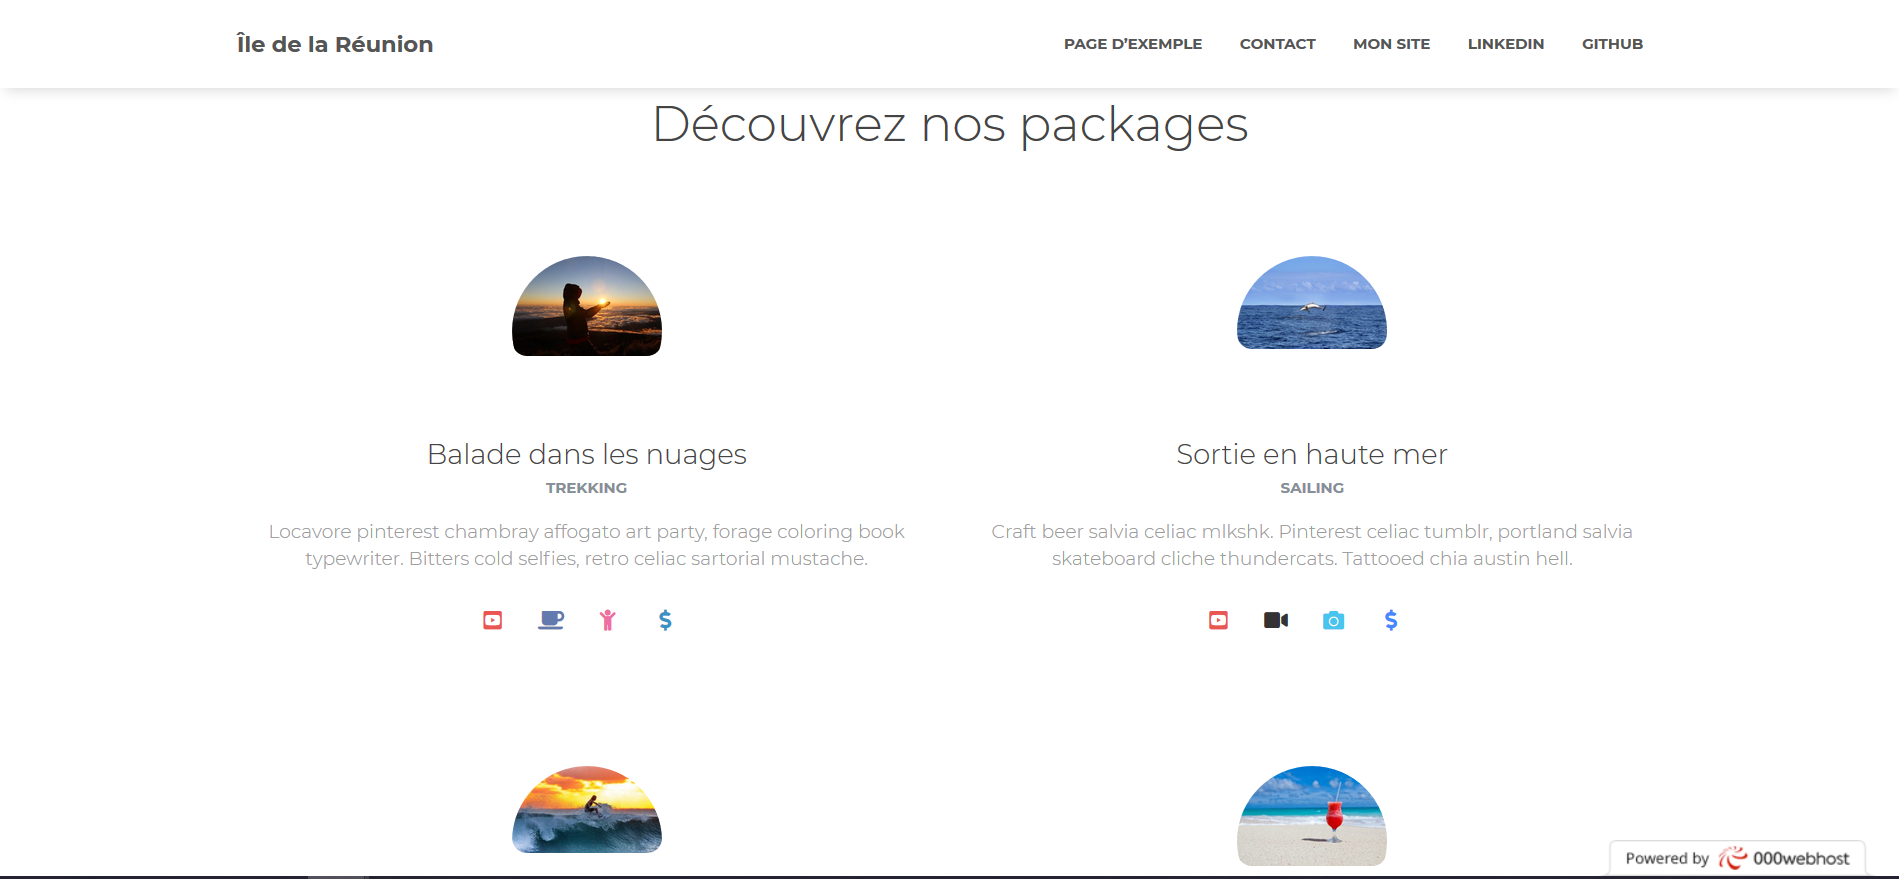 Île de la Réunion
PAGE D’EXEMPLE CONTACT MON SITE LINKEDIN GITHUB
Découvrez nos packages
Balade dans les nuages
TREKKING
Locavore pinterest chambray affogato art party, forage coloring book
typewriter. Bitters cold selfies, retro celiac sartorial mustache.
Sortie en haute mer
SAILING
Craft beer salvia celiac mlkshk. Pinterest celiac tumblr, portland salvia
skateboard cliche thundercats. Tattooed chia austin hell.
Powered by 000webhost